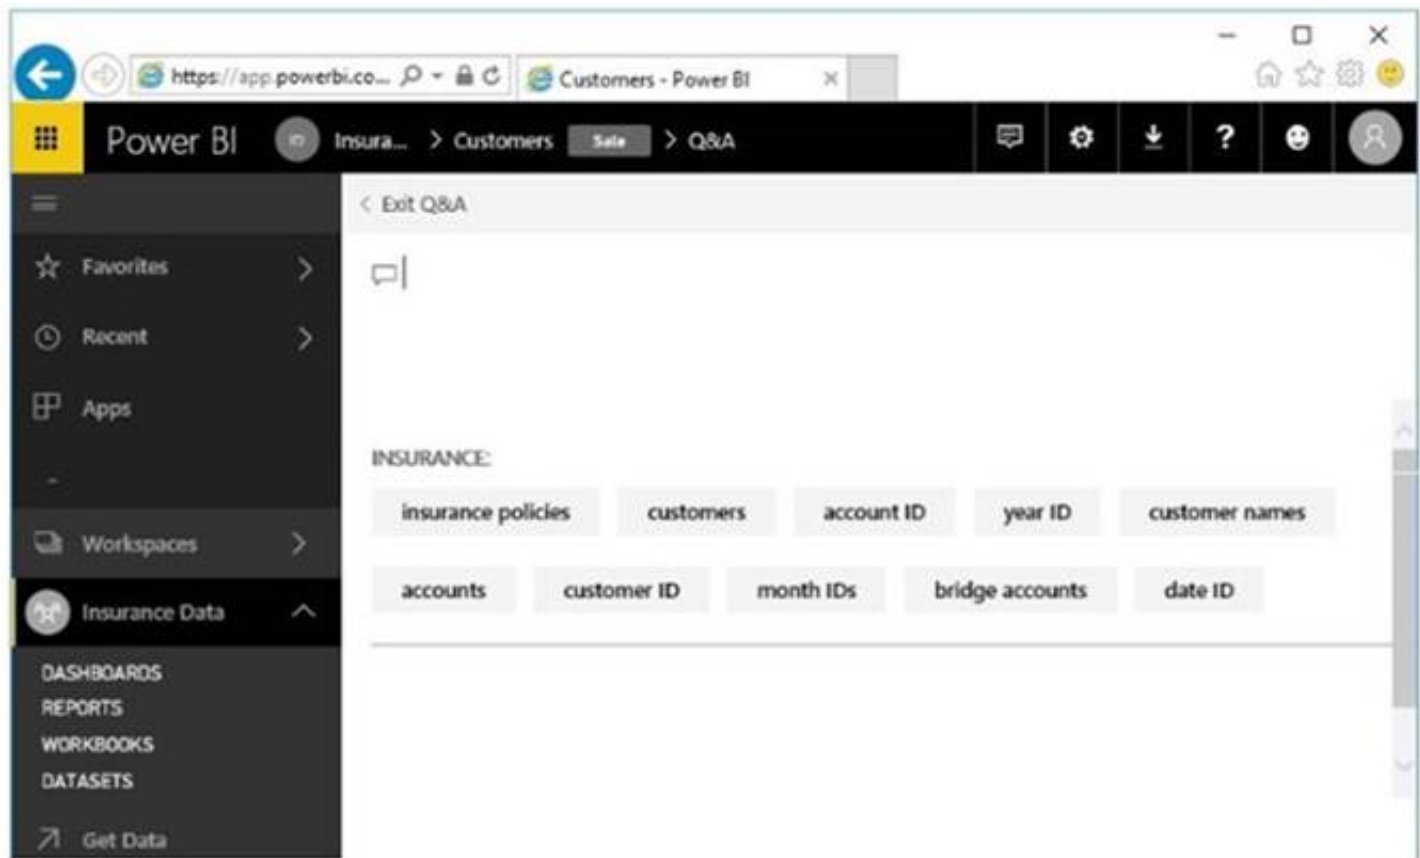 https://app.powerbi.co...
Customers - Power BI
Power BI
Insura... > Customers Sale > Q&A
< Exit Q&A
Favorites
Recent
Apps
Workspaces
Insurance Data
DASHBOARDS
REPORTS
WORKBOOKS
DATASETS
Get Data
INSURANCE:
insurance policies customers account ID year ID customer names
accounts customer ID month IDs bridge accounts date ID